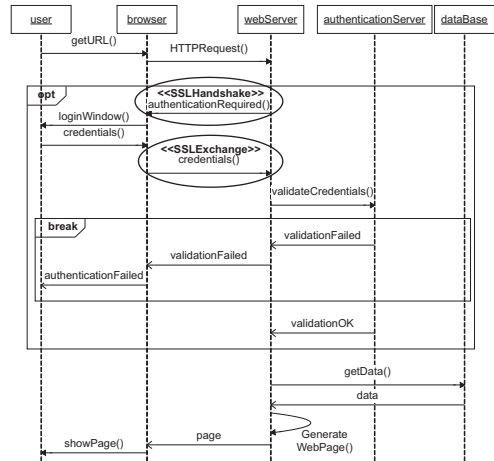 user browser webServer authenticationServer dataBase
getURL()
HTTPRequest()
opt
<<SSLHandshake>>
authenticationRequired()
loginWindow()
credentials()
<<SSLExchange>>
credentials()
validateCredentials()
break
validationFailed
validationFailed
authenticationFailed
validationOK
getData()
data
Generate
WebPage()
page
showPage()